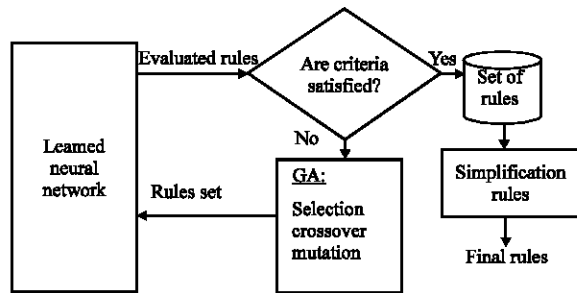 Evaluated rules
Are criteria
satisfied?
Yes
Set of
rules
Learned
neural
network
No
GA:
Selection
crossover
mutation
Rules set
Simplification
rules
Final rules